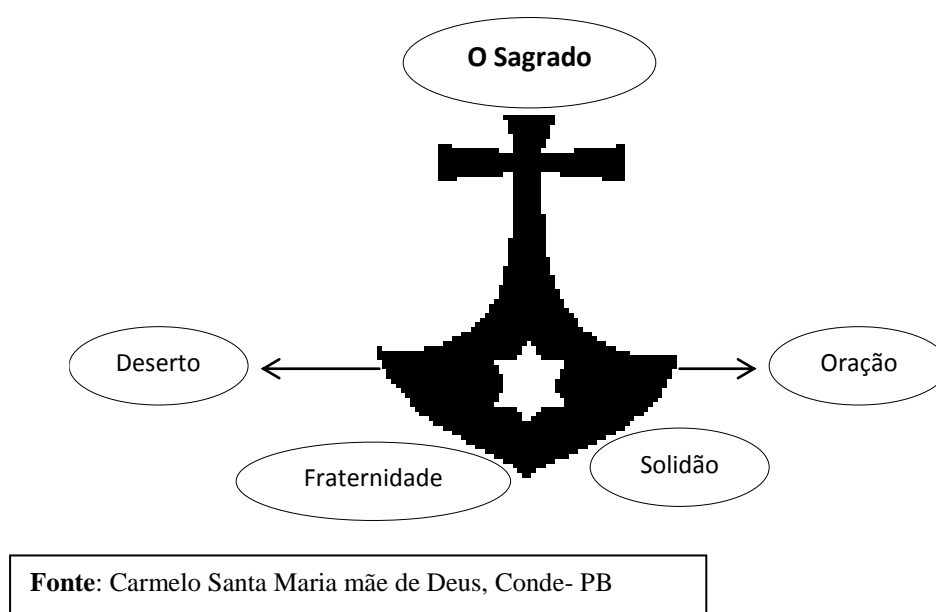 O Sagrado
Deserto
Oração
Fraternidade
Solidão
Fonte: Carmelo Santa Maria mãe de Deus, Conde- PB